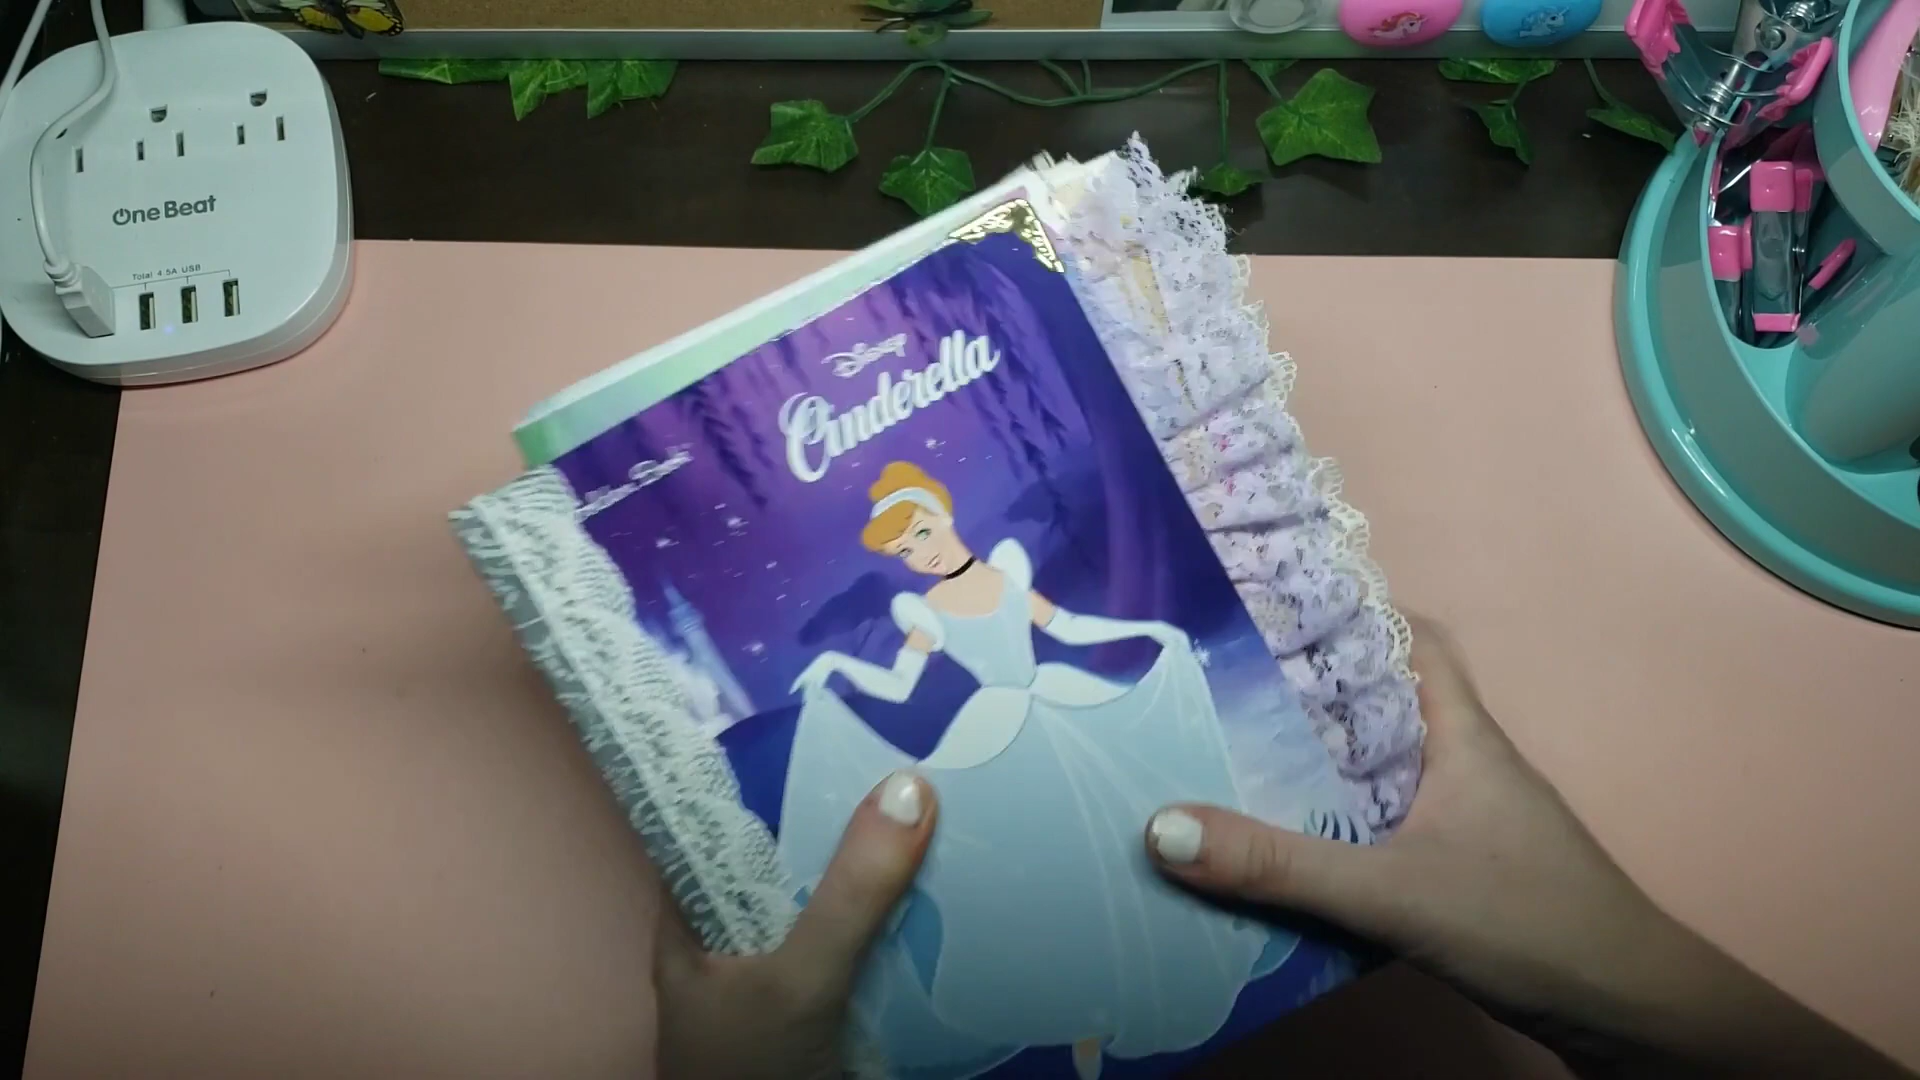 One Beat
Total 4.5A USB
Disney
Cinderella